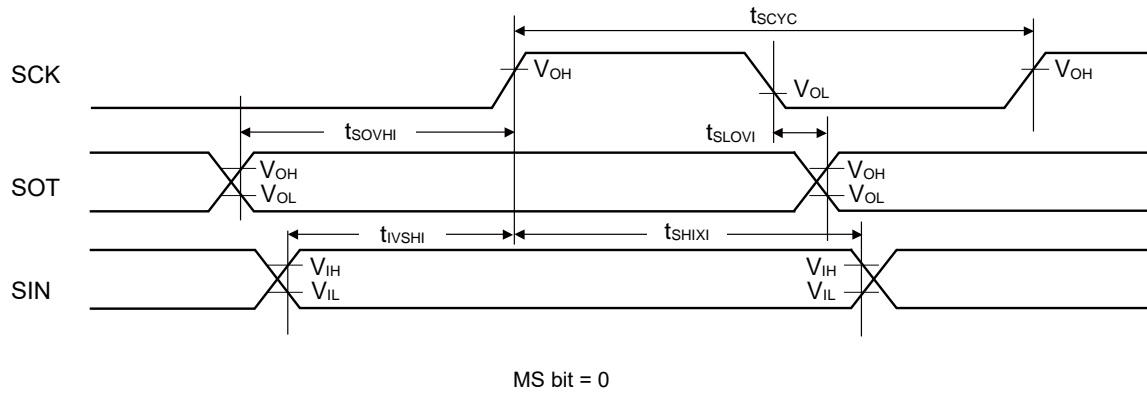 tSCYC
SCK
VOH
VOL
VOH
tSOVHI
tSLOVI
SOT
VOH
VOL
VOH
VOL
tIVSHI
tSHIXI
SIN
VIH
VIL
VIH
VIL
MS bit = 0